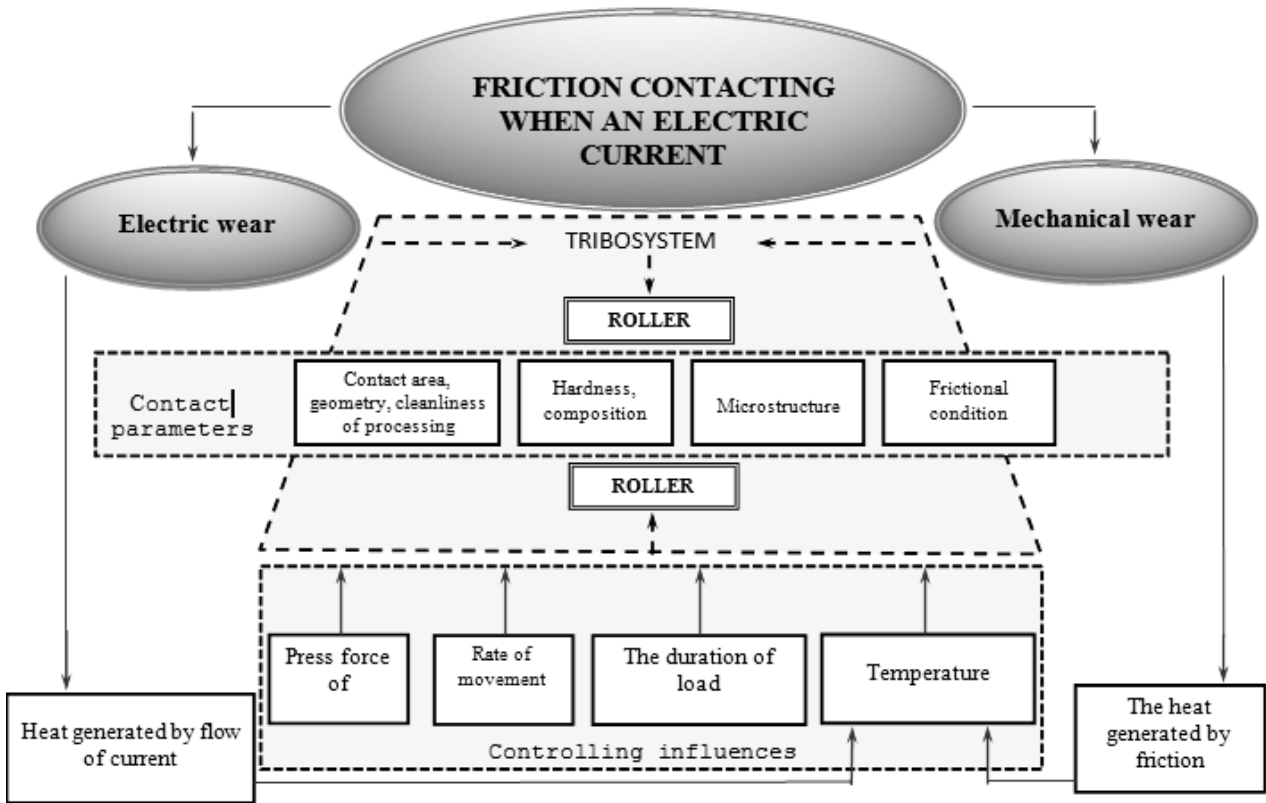 FRICTION CONTACTING
WHEN AN ELECTRIC
CURRENT
Electric wear
Mechanical wear
TRIBOSYSTEM
ROLLER
Contact
parameters
Contact area,
geometry, cleanliness
of processing
Hardness,
composition
Microstructure
Frictional
condition
ROLLER
Press force
of
Rate of
movement
The duration of
load
Temperature
Controlling influences
Heat generated by flow
of current
The heat
generated by
friction